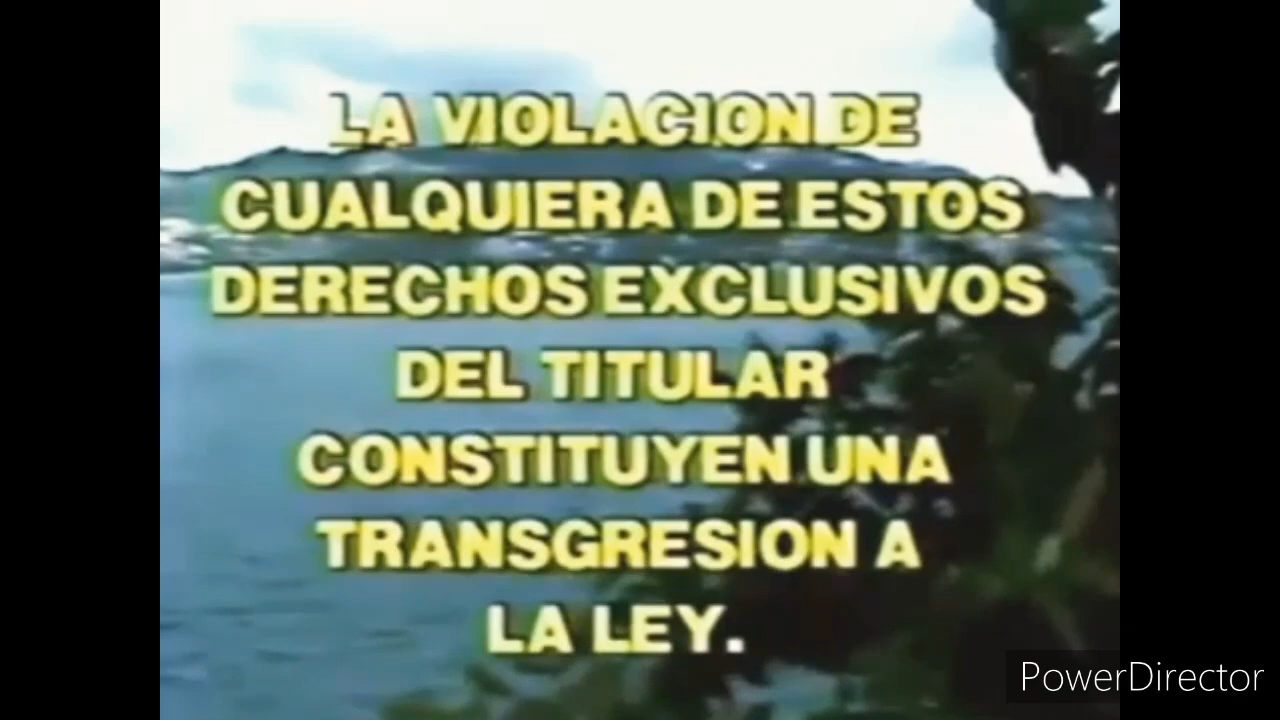 LA VIOLACION DE
CUALQUIERA DE ESTOS
DERECHOS EXCLUSIVOS
DEL TITULAR
CONSTITUYEN UNA
TRANSGRESION A
LA LEY.
PowerDirector